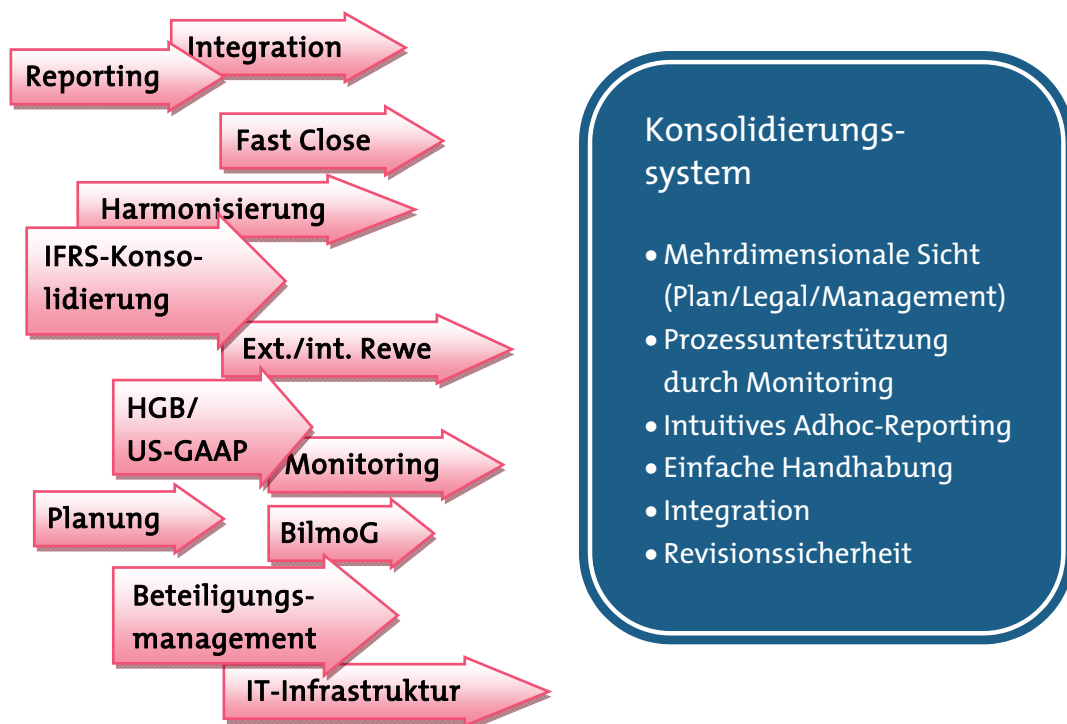 Integration
Reporting
Fast Close
Harmonisierung
IFRS-Konso-
lidierung
Ext./int. Rewe
HGB/
US-GAAP
Monitoring
Planung
BilmoG
Beteiligungs-
management
IT-Infrastruktur
Konsolidierungs-
system
• Mehrdimensionale Sicht
(Plan/Legal/Management)
• Prozessunterstützung
durch Monitoring
• Intuitives Adhoc-Reporting
• Einfache Handhabung
• Integration
• Revisionssicherheit